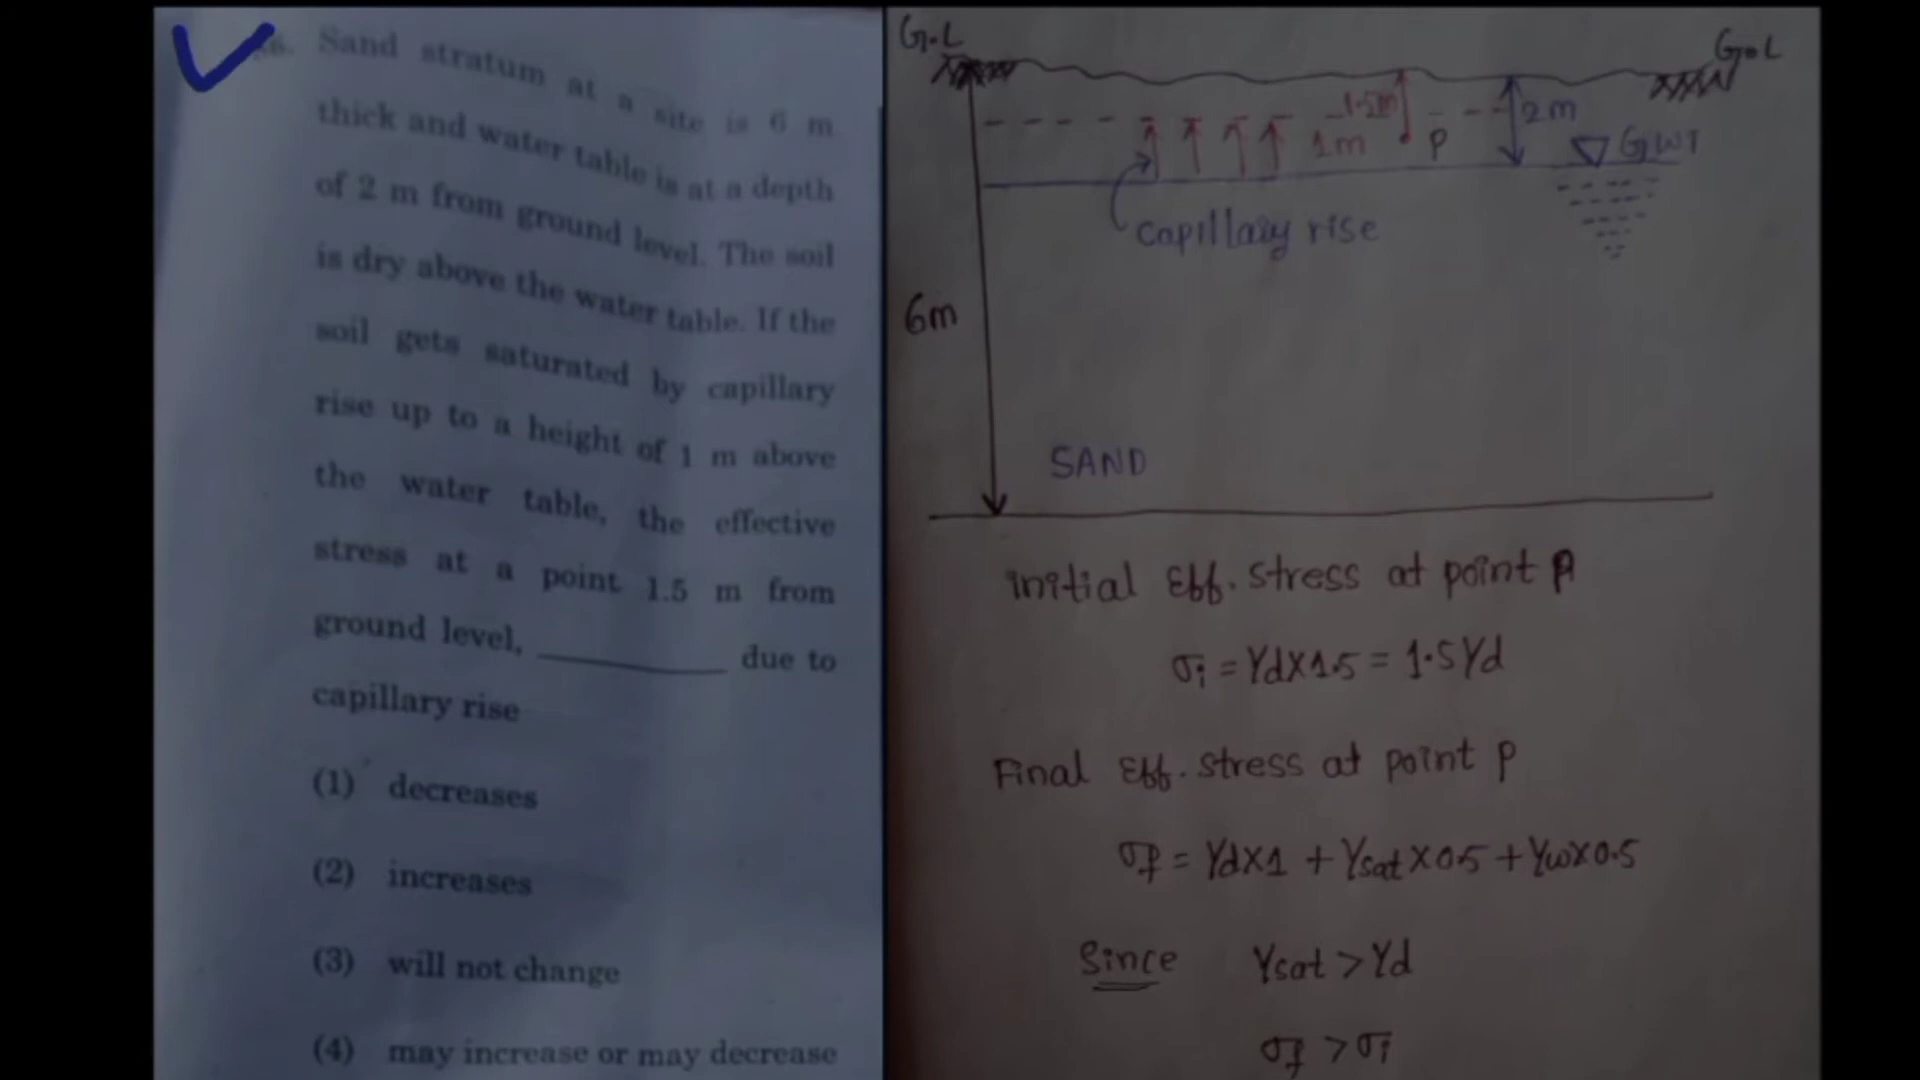 Sand stratum at a site is 6 m
thick and water table is at a depth
of 2 m from ground level. The soil
is dry above the water table. If the
soil gets saturated by capillary
rise up to a height of 1 m above
the water table, the effective
stress at a point 1.5 m from
ground level, ________ due to
capillary rise
(1) decreases
(2) increases
(3) will not change
(4) may increase or may decrease
G.L
G.L
1.5m
2m
1m
P
GWT
capillary rise
6m
SAND
initial Eff. stress at point P
σi = γd×1.5 = 1.5γd
Final Eff. stress at point P
σf = γd×1 + γsat×0.5 + γw×0.5
Since γsat > γd
σf > σi